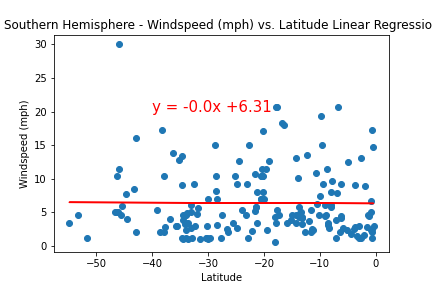 Southern Hemisphere - Windspeed (mph) vs. Latitude Linear Regressio
30
25
20
15
10
5
0
Windspeed (mph)
y = -0.0x +6.31
−50 −40 −30 −20 −10 0
Latitude